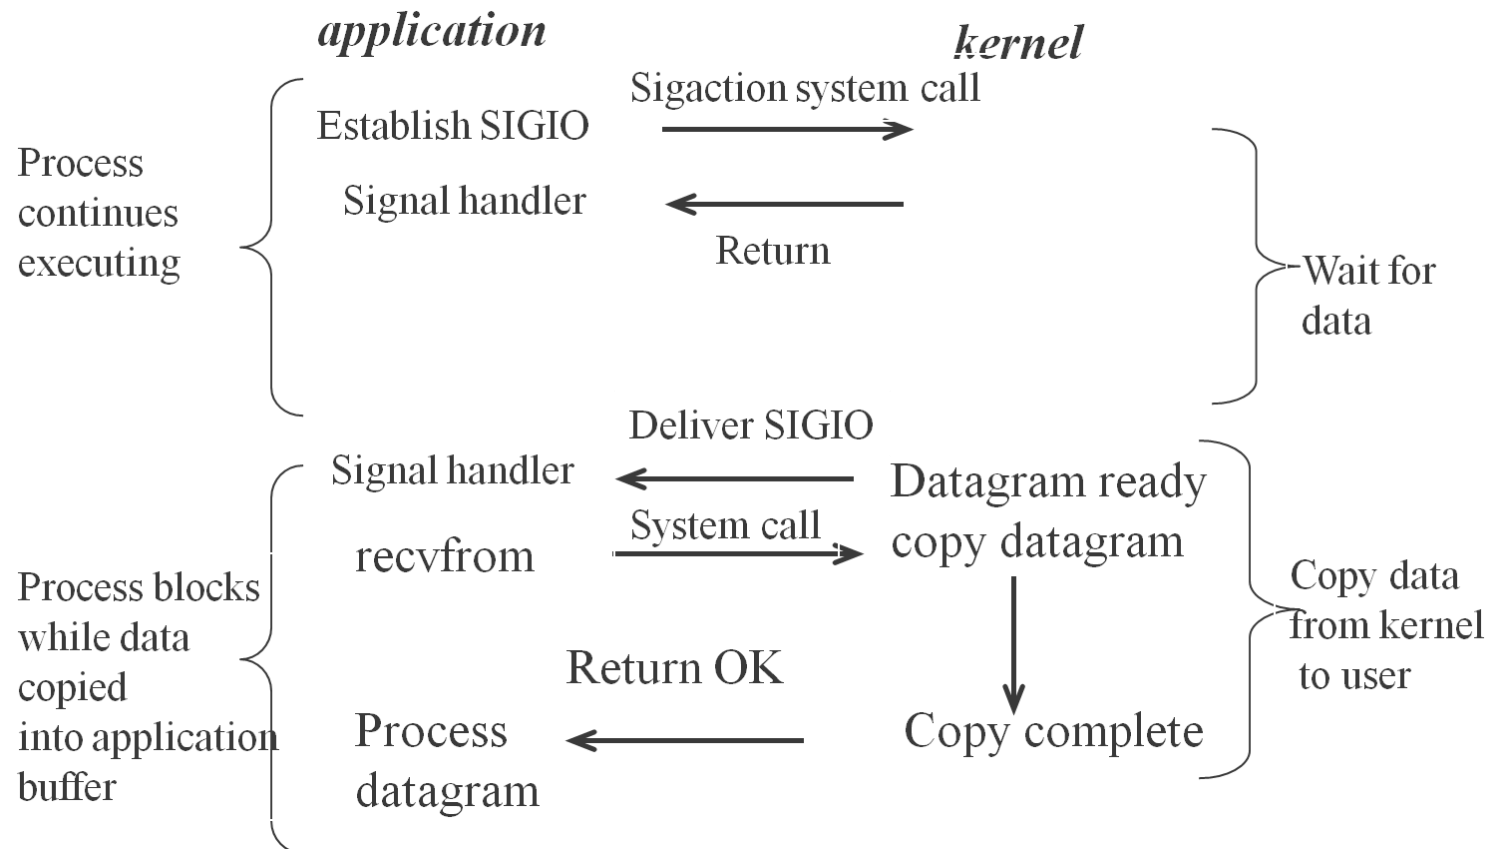 application
kernel
Sigaction system call
Establish SIGIO
Signal handler
Return
Process
continues
executing
Wait for
data
Deliver SIGIO
Signal handler
Datagram ready
System call
recvfrom
copy datagram
Process blocks
while data
copied
into application
buffer
Copy data
from kernel
to user
Return OK
Process
datagram
Copy complete